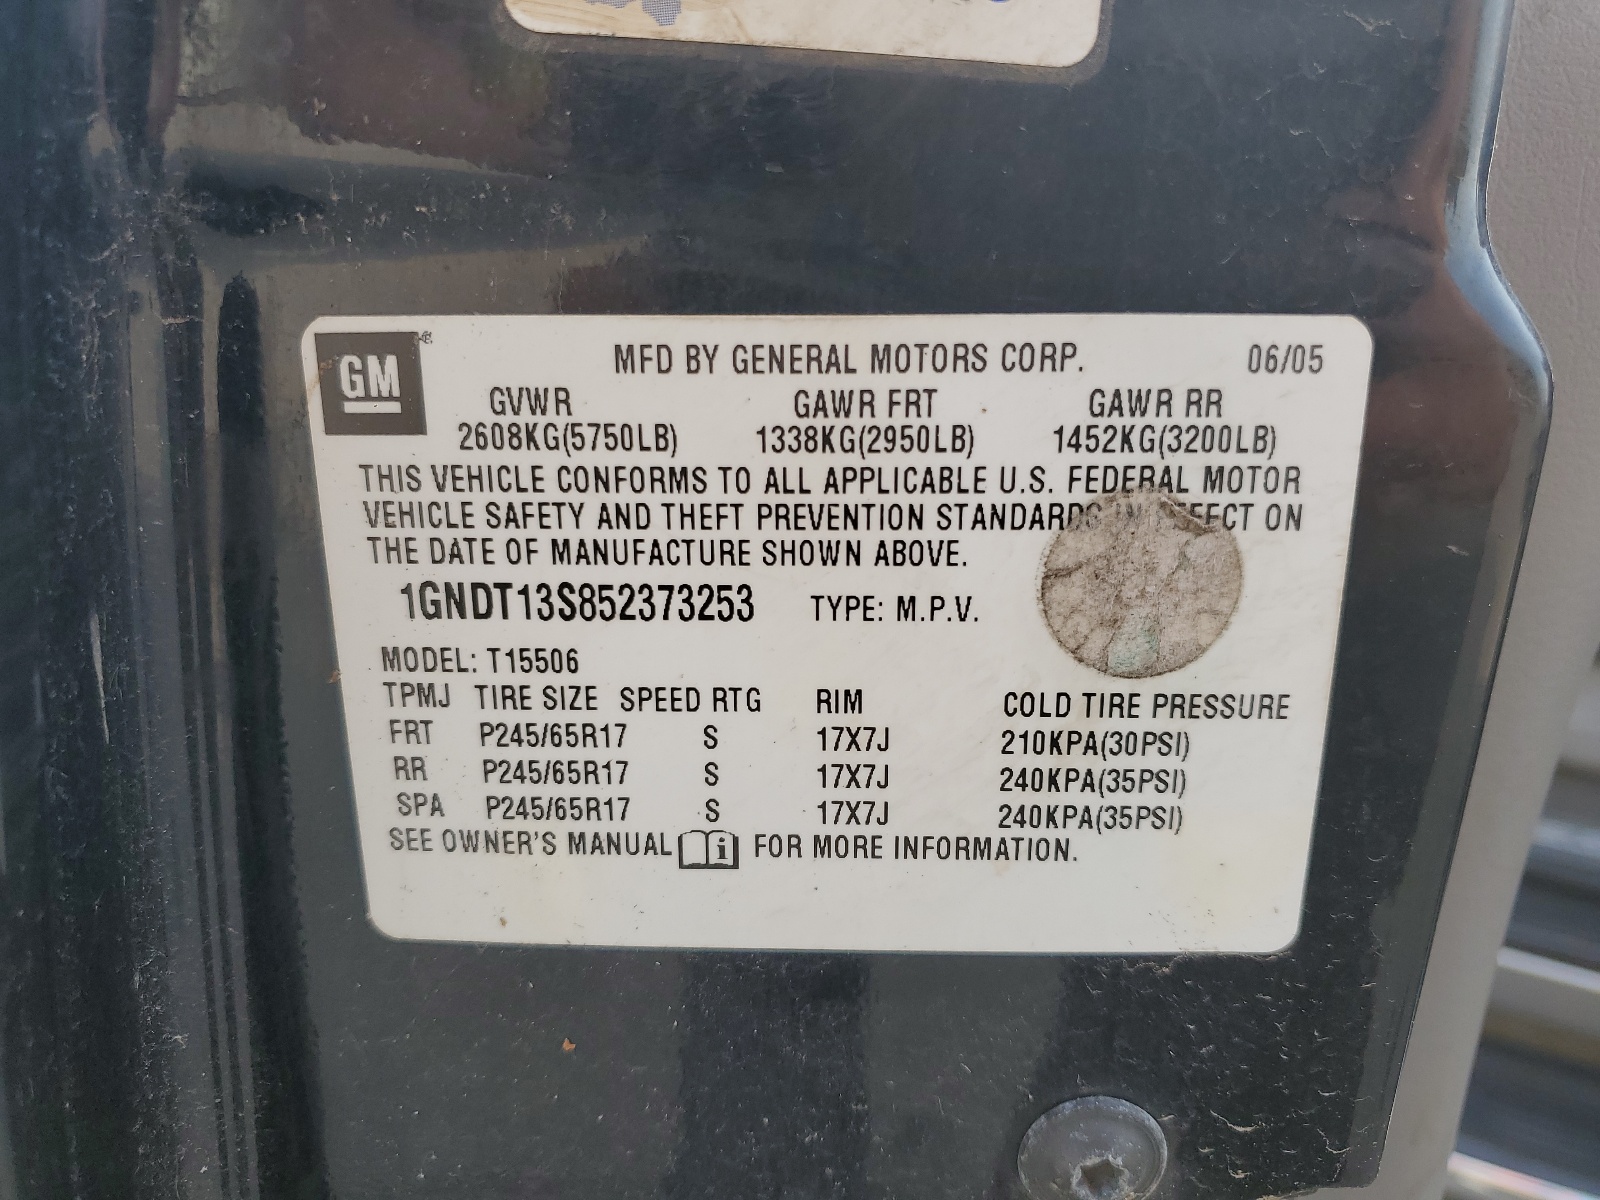 GM
MFD BY GENERAL MOTORS CORP. 06/05
GVWR GAWR FRT GAWR RR
2608KG(5750LB) 1338KG(2950LB) 1452KG(3200LB)
THIS VEHICLE CONFORMS TO ALL APPLICABLE U.S. FEDERAL MOTOR
VEHICLE SAFETY AND THEFT PREVENTION STANDARDS IN EFFECT ON
THE DATE OF MANUFACTURE SHOWN ABOVE.
1GNDT13S852373253 TYPE: M.P.V.
MODEL: T15506
TPMJ TIRE SIZE SPEED RTG RIM COLD TIRE PRESSURE
FRT P245/65R17 S 17X7J 210KPA(30PSI)
RR P245/65R17 S 17X7J 240KPA(35PSI)
SPA P245/65R17 S 17X7J 240KPA(35PSI)
SEE OWNER'S MANUAL i FOR MORE INFORMATION.